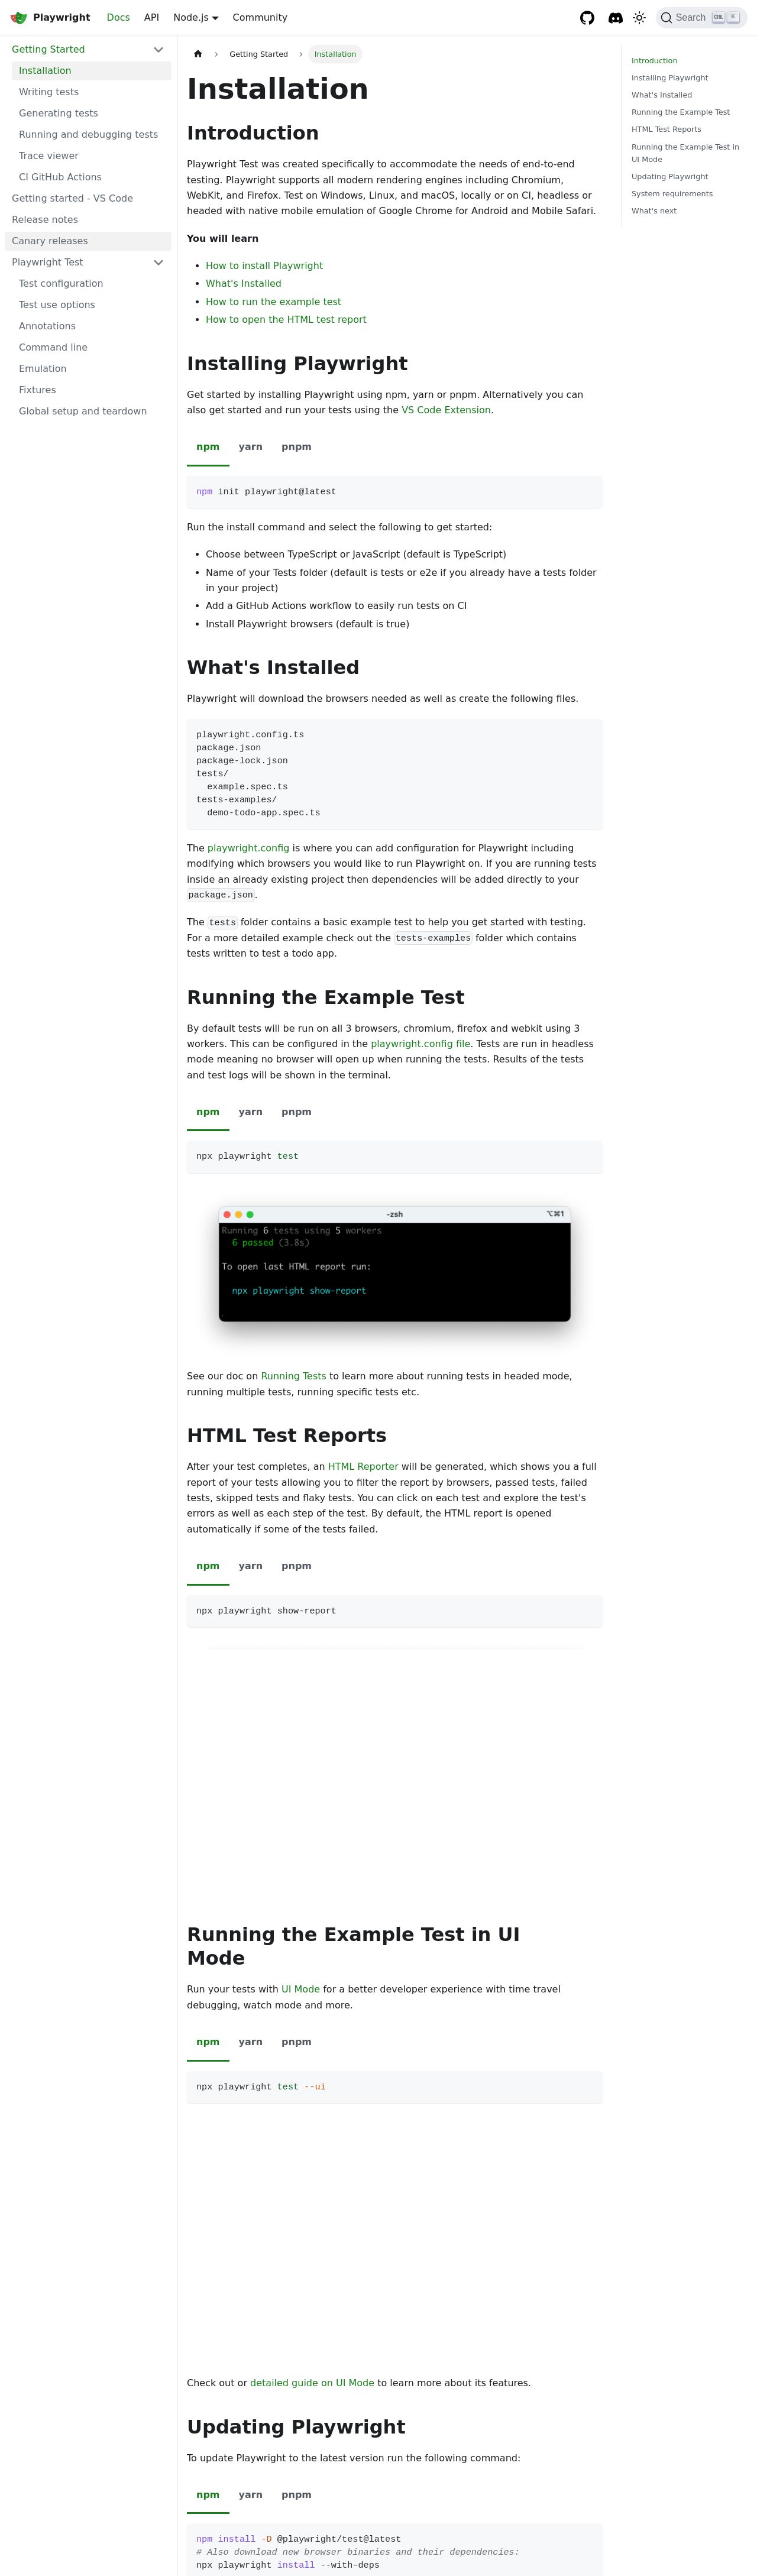 Playwright Docs API Node.js Community Search CTRL K
Getting Started
Installation
Writing tests
Generating tests
Running and debugging tests
Trace viewer
CI GitHub Actions
Getting started - VS Code
Release notes
Canary releases
Playwright Test
Test configuration
Test use options
Annotations
Command line
Emulation
Fixtures
Global setup and teardown
Getting Started Installation
Installation
Introduction
Playwright Test was created specifically to accommodate the needs of end-to-end
testing. Playwright supports all modern rendering engines including Chromium,
WebKit, and Firefox. Test on Windows, Linux, and macOS, locally or on CI, headless or
headed with native mobile emulation of Google Chrome for Android and Mobile Safari.
You will learn
• How to install Playwright
• What's Installed
• How to run the example test
• How to open the HTML test report
Installing Playwright
Get started by installing Playwright using npm, yarn or pnpm. Alternatively you can
also get started and run your tests using the VS Code Extension.
npm yarn pnpm
npm init playwright@latest
Run the install command and select the following to get started:
• Choose between TypeScript or JavaScript (default is TypeScript)
• Name of your Tests folder (default is tests or e2e if you already have a tests folder
in your project)
• Add a GitHub Actions workflow to easily run tests on CI
• Install Playwright browsers (default is true)
What's Installed
Playwright will download the browsers needed as well as create the following files.
playwright.config.ts
package.json
package-lock.json
tests/
example.spec.ts
tests-examples/
demo-todo-app.spec.ts
The playwright.config is where you can add configuration for Playwright including
modifying which browsers you would like to run Playwright on. If you are running tests
inside an already existing project then dependencies will be added directly to your
package.json.
The tests folder contains a basic example test to help you get started with testing.
For a more detailed example check out the tests-examples folder which contains
tests written to test a todo app.
Running the Example Test
By default tests will be run on all 3 browsers, chromium, firefox and webkit using 3
workers. This can be configured in the playwright.config file. Tests are run in headless
mode meaning no browser will open up when running the tests. Results of the tests
and test logs will be shown in the terminal.
npm yarn pnpm
npx playwright test
-zsh ⌥⌘1
Running 6 tests using 5 workers
6 passed (3.8s)
To open last HTML report run:
npx playwright show-report
See our doc on Running Tests to learn more about running tests in headed mode,
running multiple tests, running specific tests etc.
HTML Test Reports
After your test completes, an HTML Reporter will be generated, which shows you a full
report of your tests allowing you to filter the report by browsers, passed tests, failed
tests, skipped tests and flaky tests. You can click on each test and explore the test's
errors as well as each step of the test. By default, the HTML report is opened
automatically if some of the tests failed.
npm yarn pnpm
npx playwright show-report
Running the Example Test in UI
Mode
Run your tests with UI Mode for a better developer experience with time travel
debugging, watch mode and more.
npm yarn pnpm
npx playwright test --ui
Check out or detailed guide on UI Mode to learn more about its features.
Updating Playwright
To update Playwright to the latest version run the following command:
npm yarn pnpm
npm install -D @playwright/test@latest
# Also download new browser binaries and their dependencies:
npx playwright install --with-deps
Introduction
Installing Playwright
What's Installed
Running the Example Test
HTML Test Reports
Running the Example Test in
UI Mode
Updating Playwright
System requirements
What's next